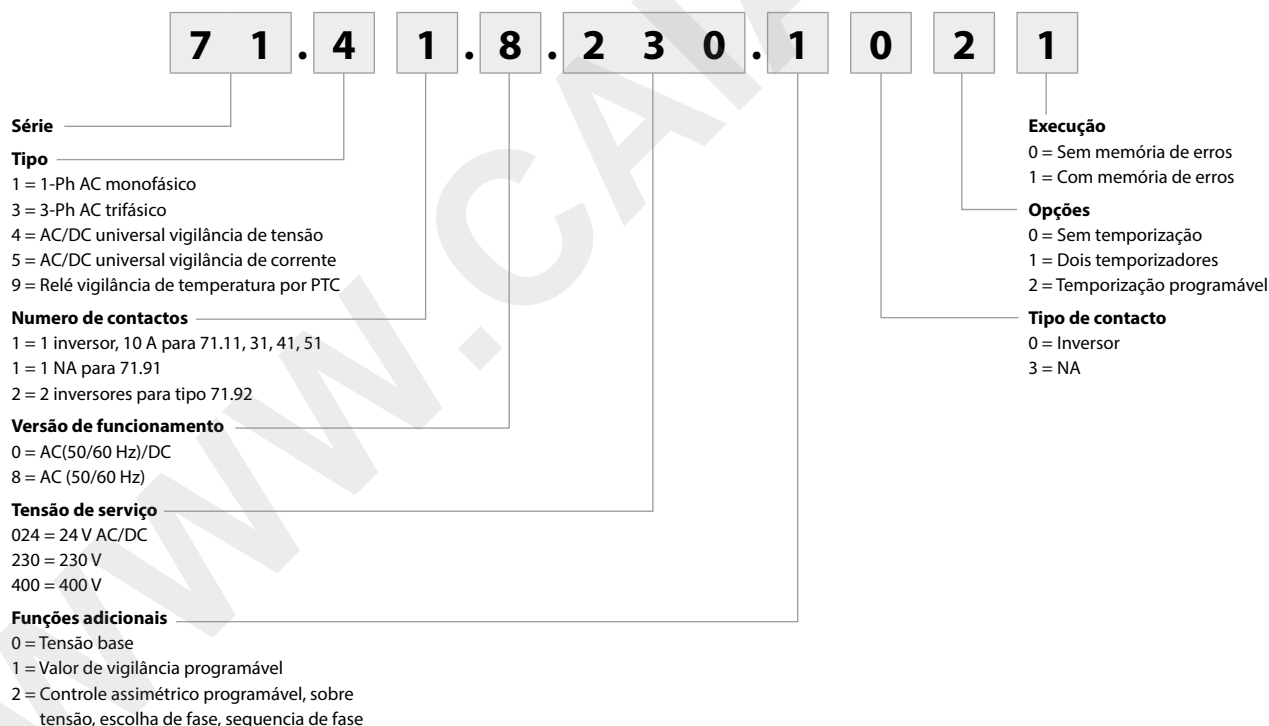 7 1 . 4 1 . 8 . 2 3 0 . 1 0 2 1
Série
Tipo
1 = 1-Ph AC monofásico
3 = 3-Ph AC trifásico
4 = AC/DC universal vigilância de tensão
5 = AC/DC universal vigilância de corrente
9 = Relé vigilância de temperatura por PTC
Numero de contactos
1 = 1 inversor, 10 A para 71.11, 31, 41, 51
1 = 1 NA para 71.91
2 = 2 inversores para tipo 71.92
Versão de funcionamento
0 = AC(50/60 Hz)/DC
8 = AC (50/60 Hz)
Tensão de serviço
024 = 24 V AC/DC
230 = 230 V
400 = 400 V
Funções adicionais
0 = Tensão base
1 = Valor de vigilância programável
2 = Controle assimétrico programável, sobre
tensão, escolha de fase, sequencia de fase
Execução
0 = Sem memória de erros
1 = Com memória de erros
Opções
0 = Sem temporização
1 = Dois temporizadores
2 = Temporização programável
Tipo de contacto
0 = Inversor
3 = NA
WWW.CAIA